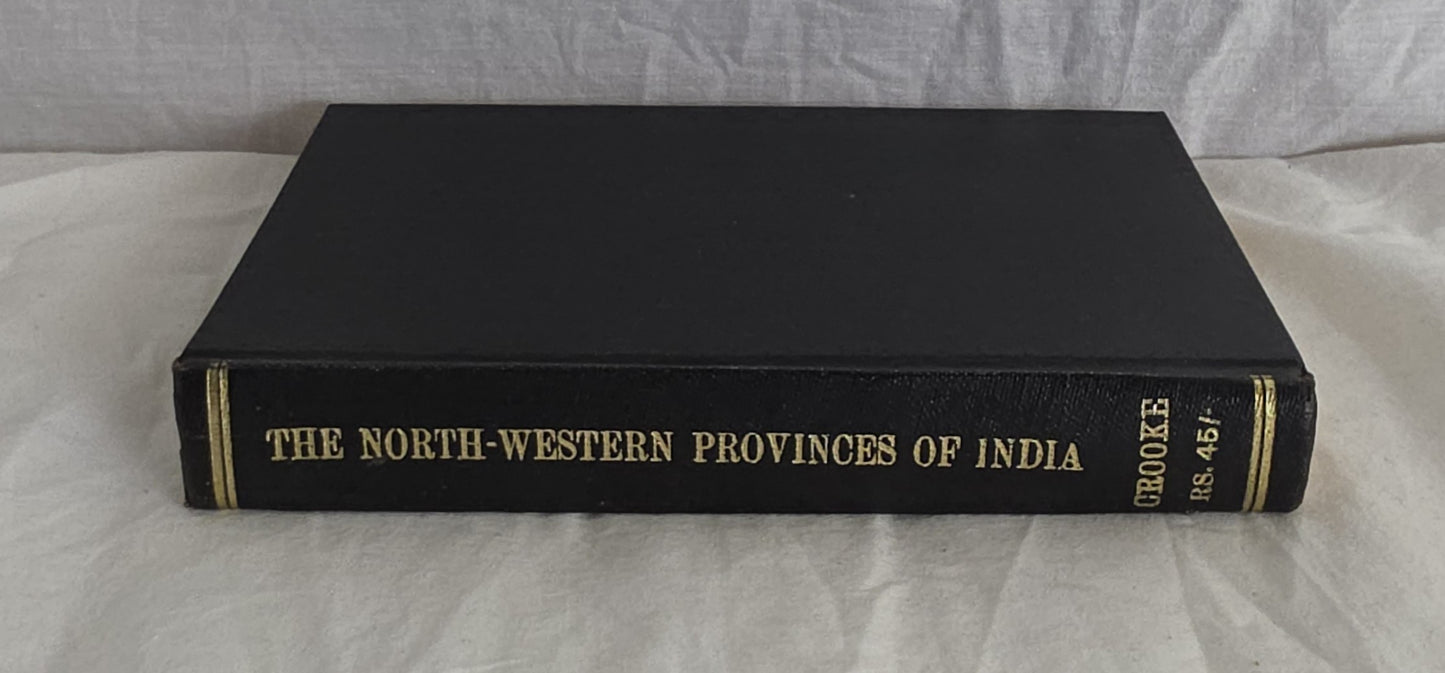 THE NORTH-WESTERN PROVINCES OF INDIA
CROOKE
RS. 45/-